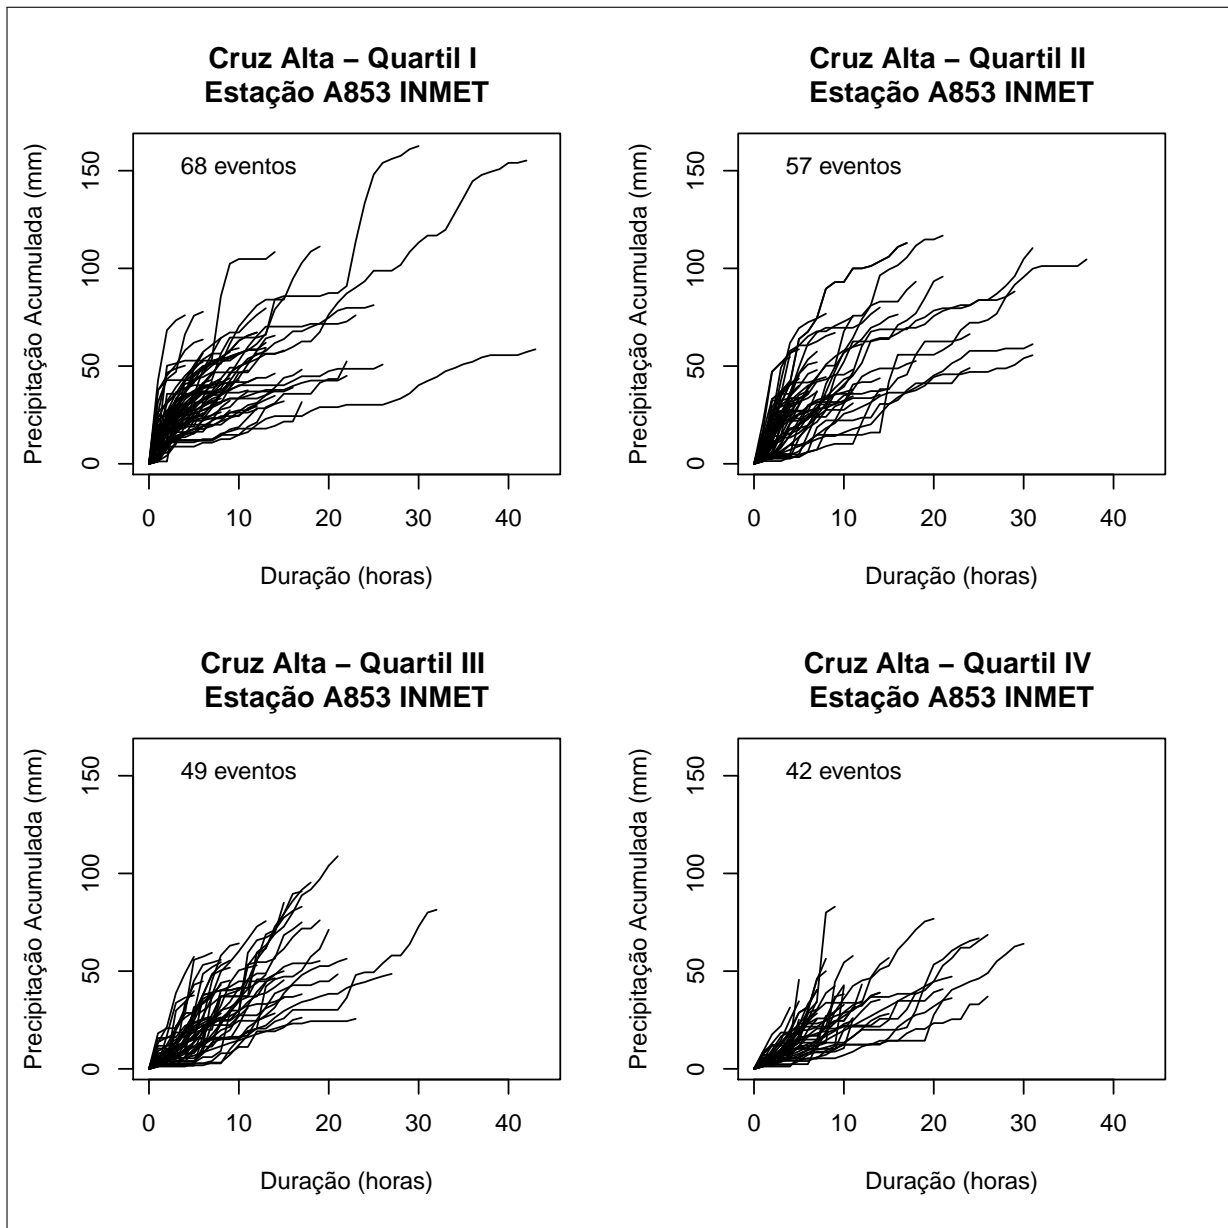 Cruz Alta – Quartil I
Estação A853 INMET
68 eventos
Precipitação Acumulada (mm)
0
50
100
150
0 10 20 30 40
Duração (horas)
Cruz Alta – Quartil II
Estação A853 INMET
57 eventos
Precipitação Acumulada (mm)
0
50
100
150
0 10 20 30 40
Duração (horas)
Cruz Alta – Quartil III
Estação A853 INMET
49 eventos
Precipitação Acumulada (mm)
0
50
100
150
0 10 20 30 40
Duração (horas)
Cruz Alta – Quartil IV
Estação A853 INMET
42 eventos
Precipitação Acumulada (mm)
0
50
100
150
0 10 20 30 40
Duração (horas)